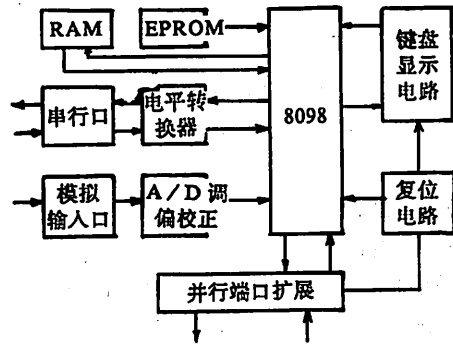 RAM
EPROM
键盘
显示
电路
串行口
电平转
换器
8098
模拟
输入口
A/D调
偏校正
复位
电路
并行端口扩展